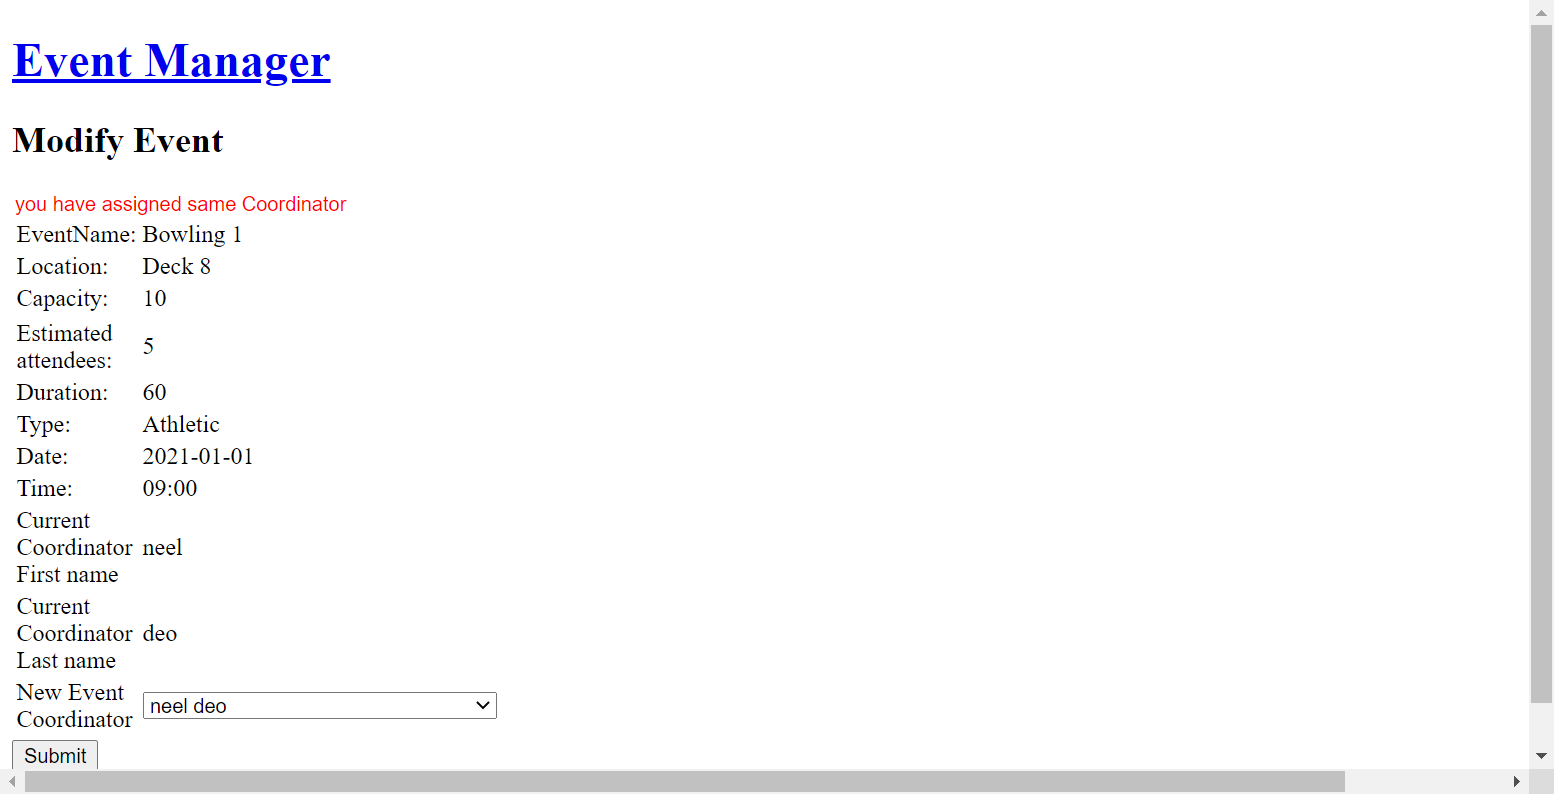 Event Manager
Modify Event
you have assigned same Coordinator
EventName: Bowling 1
Location: Deck 8
Capacity: 10
Estimated
attendees: 5
Duration: 60
Type: Athletic
Date: 2021-01-01
Time: 09:00
Current
Coordinator neel
First name
Current
Coordinator deo
Last name
New Event
Coordinator neel deo
Submit